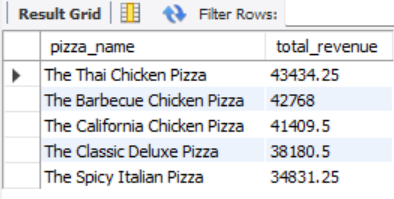 Result Grid Filter Rows:
pizza_name total_revenue
The Thai Chicken Pizza 43434.25
The Barbecue Chicken Pizza 42768
The California Chicken Pizza 41409.5
The Classic Deluxe Pizza 38180.5
The Spicy Italian Pizza 34831.25